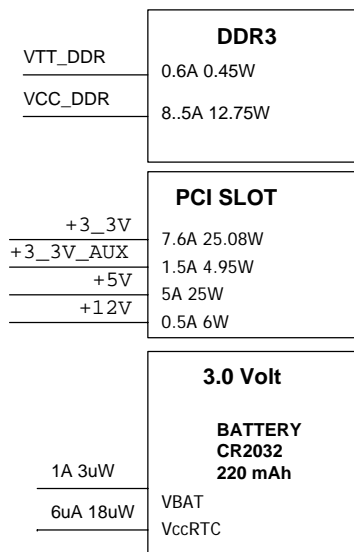 DDR3
VTT_DDR
0.6A 0.45W
VCC_DDR
8..5A 12.75W
PCI SLOT
+3_3V
7.6A 25.08W
+3_3V_AUX
1.5A 4.95W
+5V
5A 25W
+12V
0.5A 6W
3.0 Volt
BATTERY
CR2032
220 mAh
1A 3uW
VBAT
6uA 18uW
VccRTC